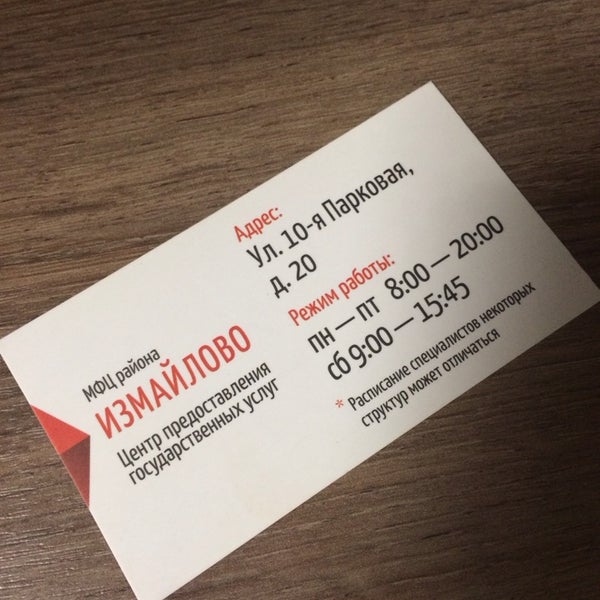 МФЦ района
ИЗМАЙЛОВО
Центр предоставления
государственных услуг
Адрес:
Ул. 10-я Парковая,
д. 20
Режим работы:
пн — пт 8:00 — 20:00
сб 9:00 — 15:45
* Расписание специалистов некоторых
структур может отличаться